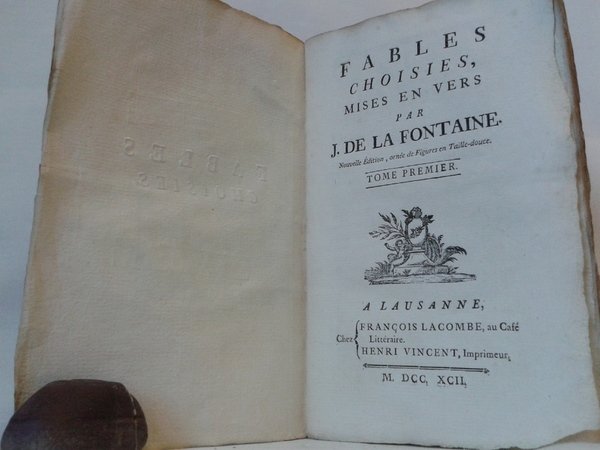 FABLES
CHOISIES,
MISES EN VERS
PAR
J. DE LA FONTAINE.
Nouvelle Édition, ornée de Figures en Taille-douce.
TOME PREMIER.
A LAUSANNE,
Chez
FRANÇOIS LACOMBE, au Café
Littéraire.
HENRI VINCENT, Imprimeur,
M. DCC, XCII,